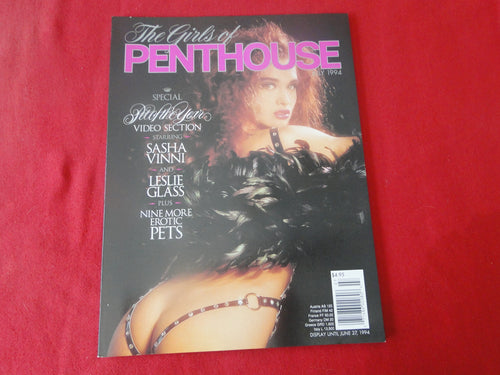 The Girls of
PENTHOUSE
1994
SPECIAL
Pet of the Year
VIDEO SECTION
STARRING
SASHA
VINNI
AND
LESLIE
GLASS
PLUS
NINE MORE
EROTIC
PETS
$4.95
DISPLAY UNTIL JUNE 27, 1994